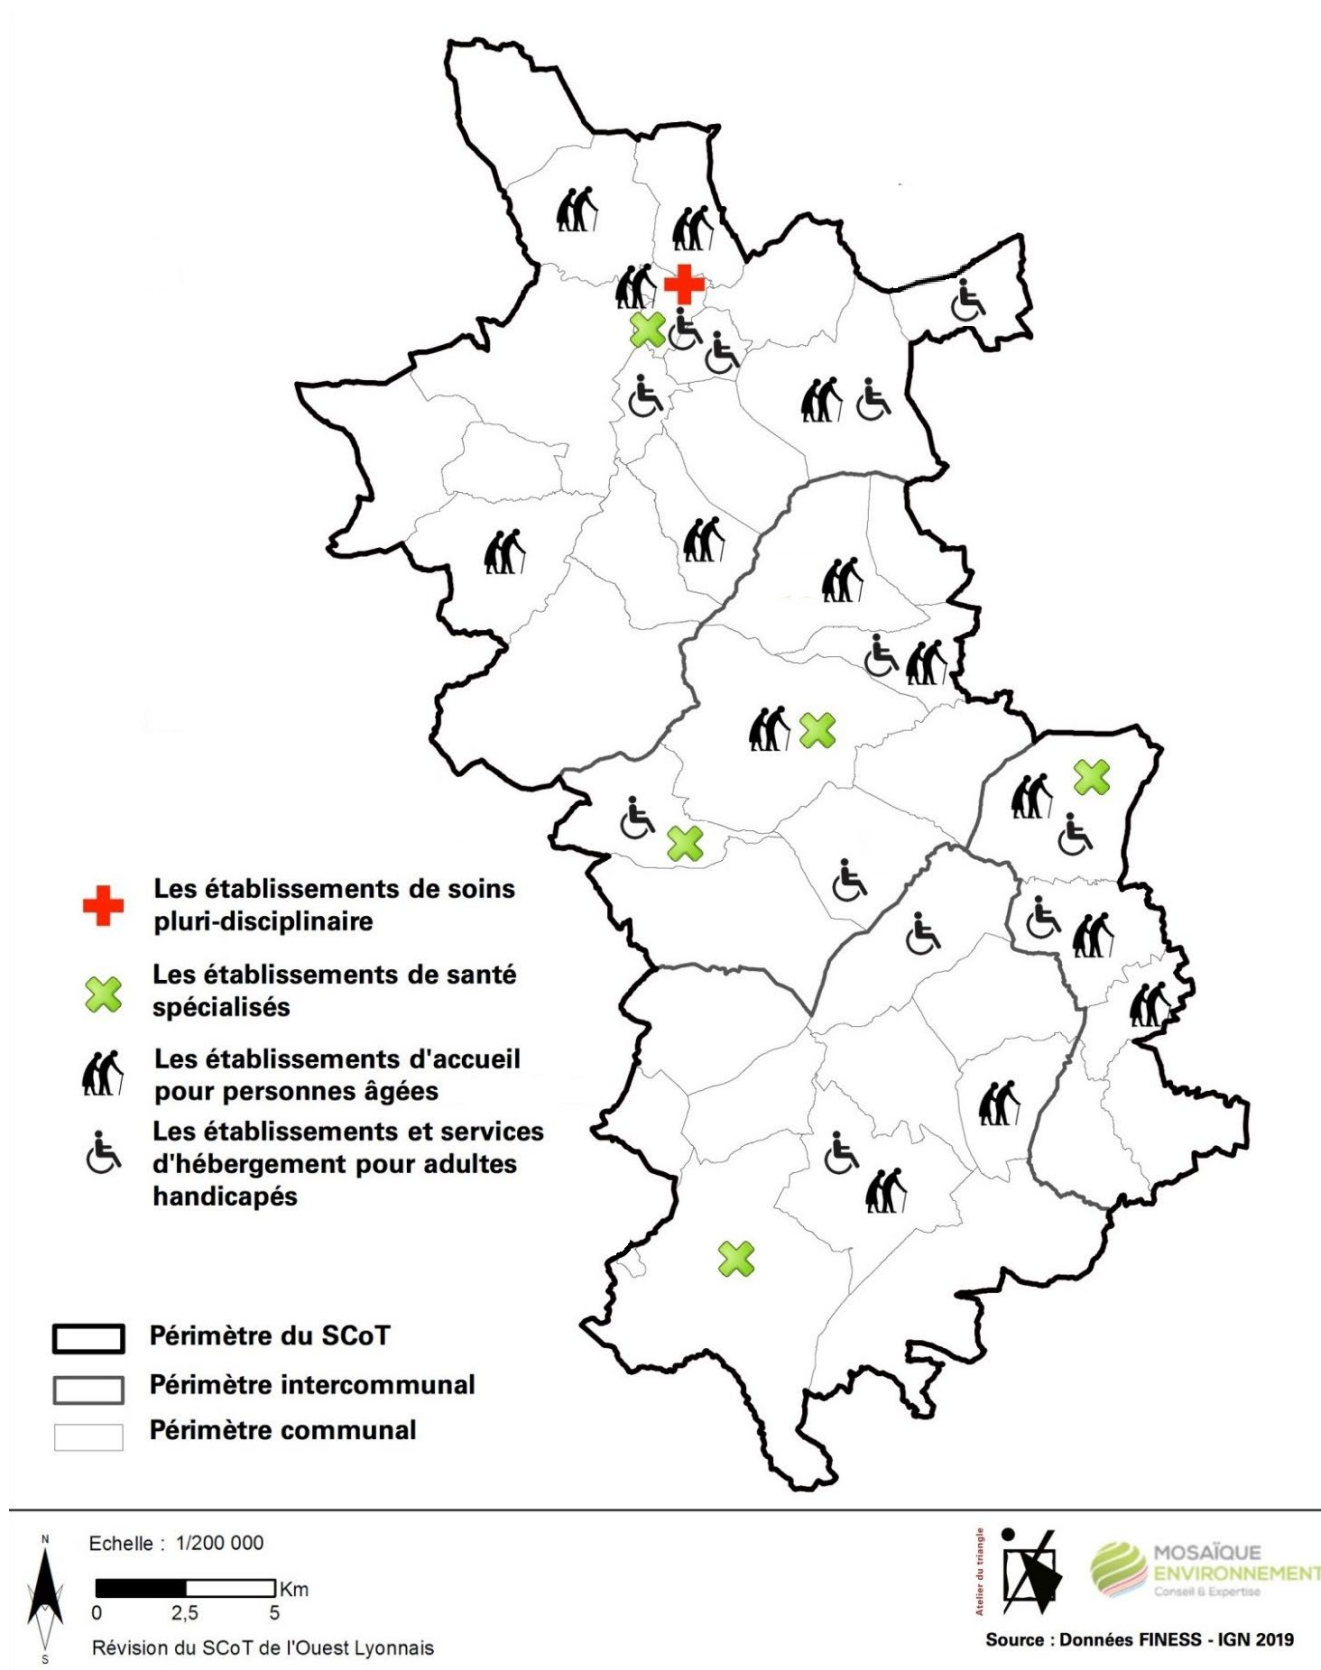 Les établissements de soins
pluri-disciplinaire
Les établissements de santé
spécialisés
Les établissements d'accueil
pour personnes âgées
Les établissements et services
d'hébergement pour adultes
handicapés
Périmètre du SCoT
Périmètre intercommunal
Périmètre communal
N
S
Echelle : 1/200 000
Km
0 2,5 5
Révision du SCoT de l'Ouest Lyonnais
Atelier du triangle
MOSAÏQUE
ENVIRONNEMENT
Conseil & Expertise
Source : Données FINESS - IGN 2019